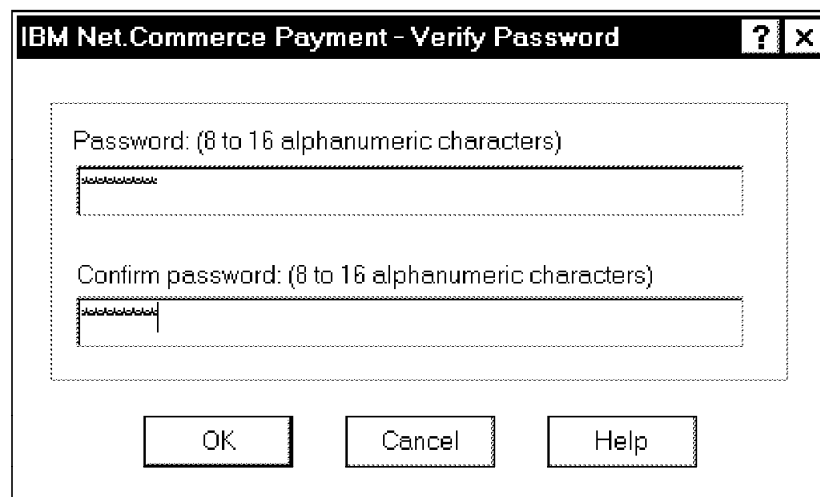 IBM Net.Commerce Payment - Verify Password ? ×
Password: (8 to 16 alphanumeric characters)
Confirm password: (8 to 16 alphanumeric characters)
OK Cancel Help